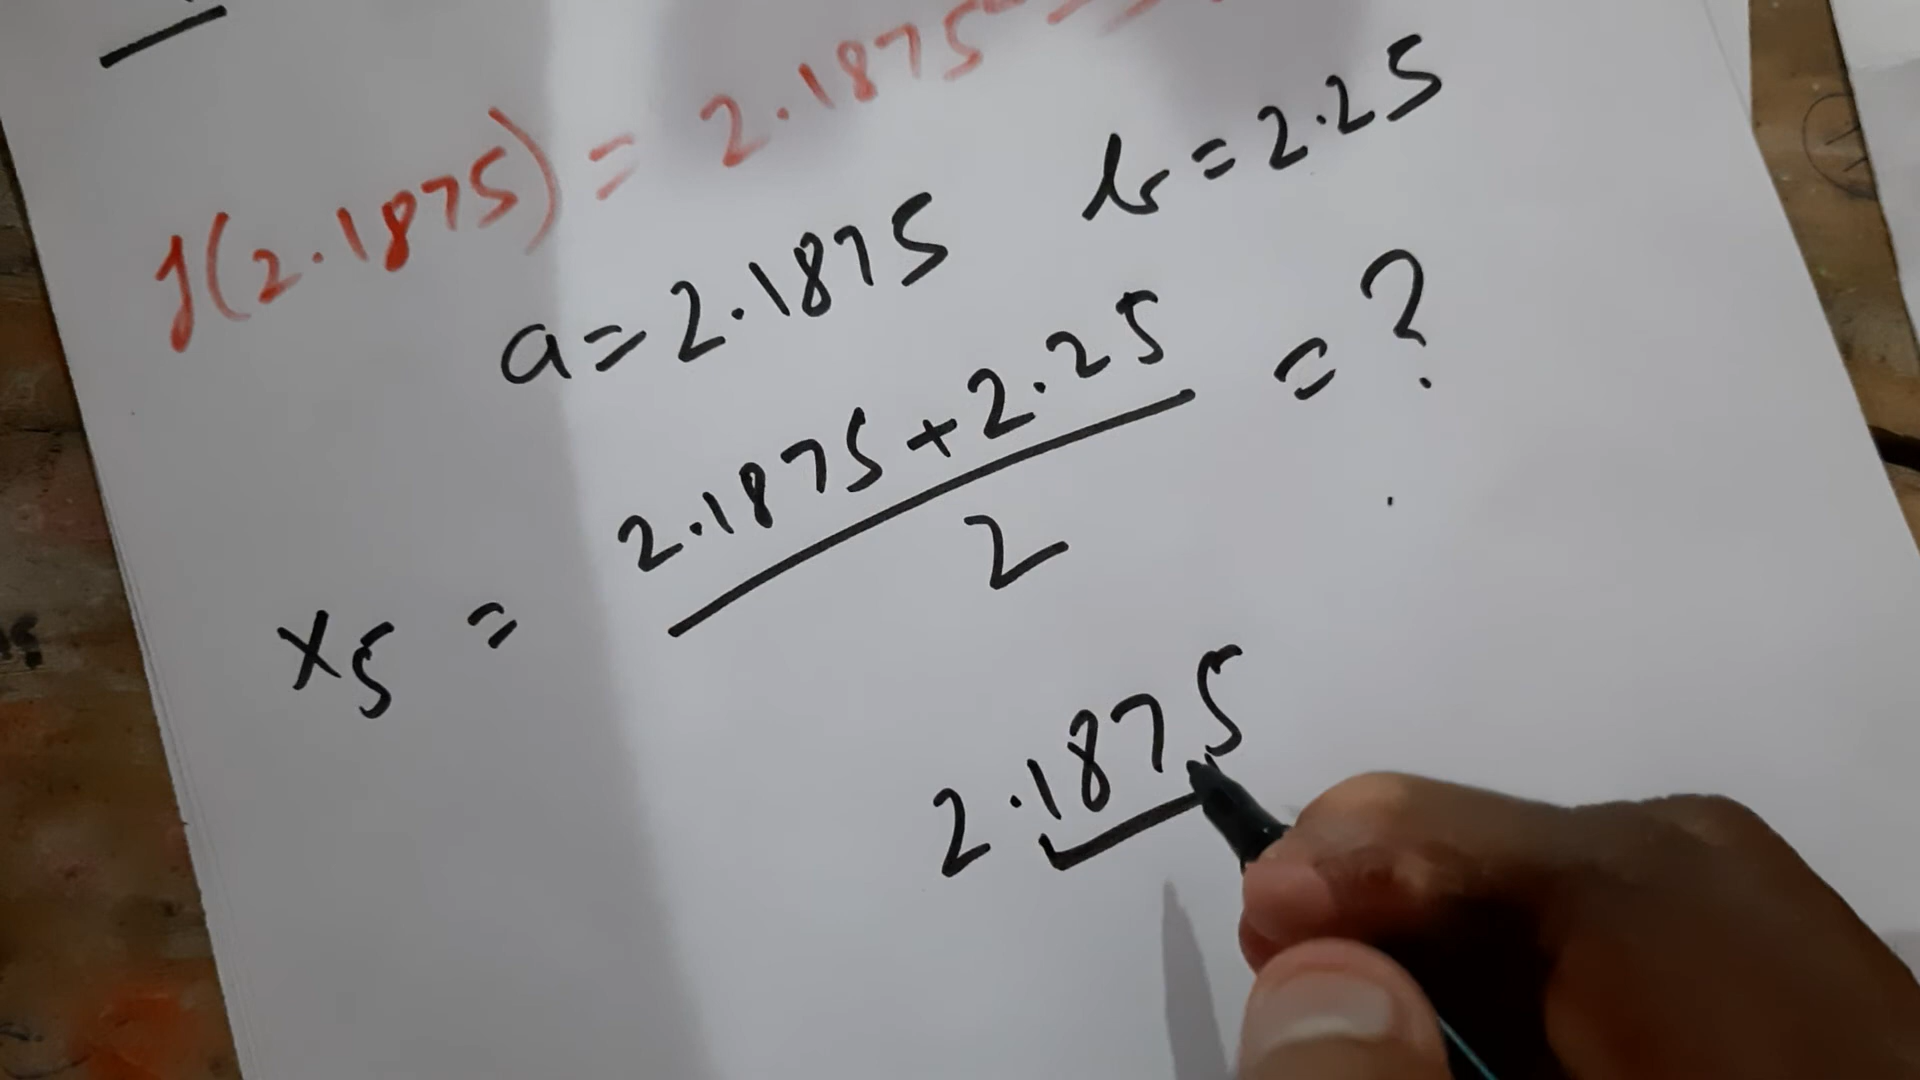 f(2.1875) = 2.1875
a = 2.1875 b = 2.25
x5 = 2.1875 + 2.25 / 2 = ?
2.1875